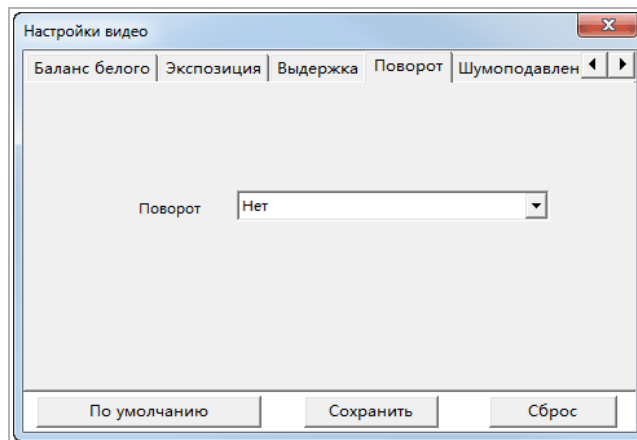 Настройки видео
Баланс белого Экспозиция Выдержка Поворот Шумоподавлен
Поворот Нет
По умолчанию Сохранить Сброс